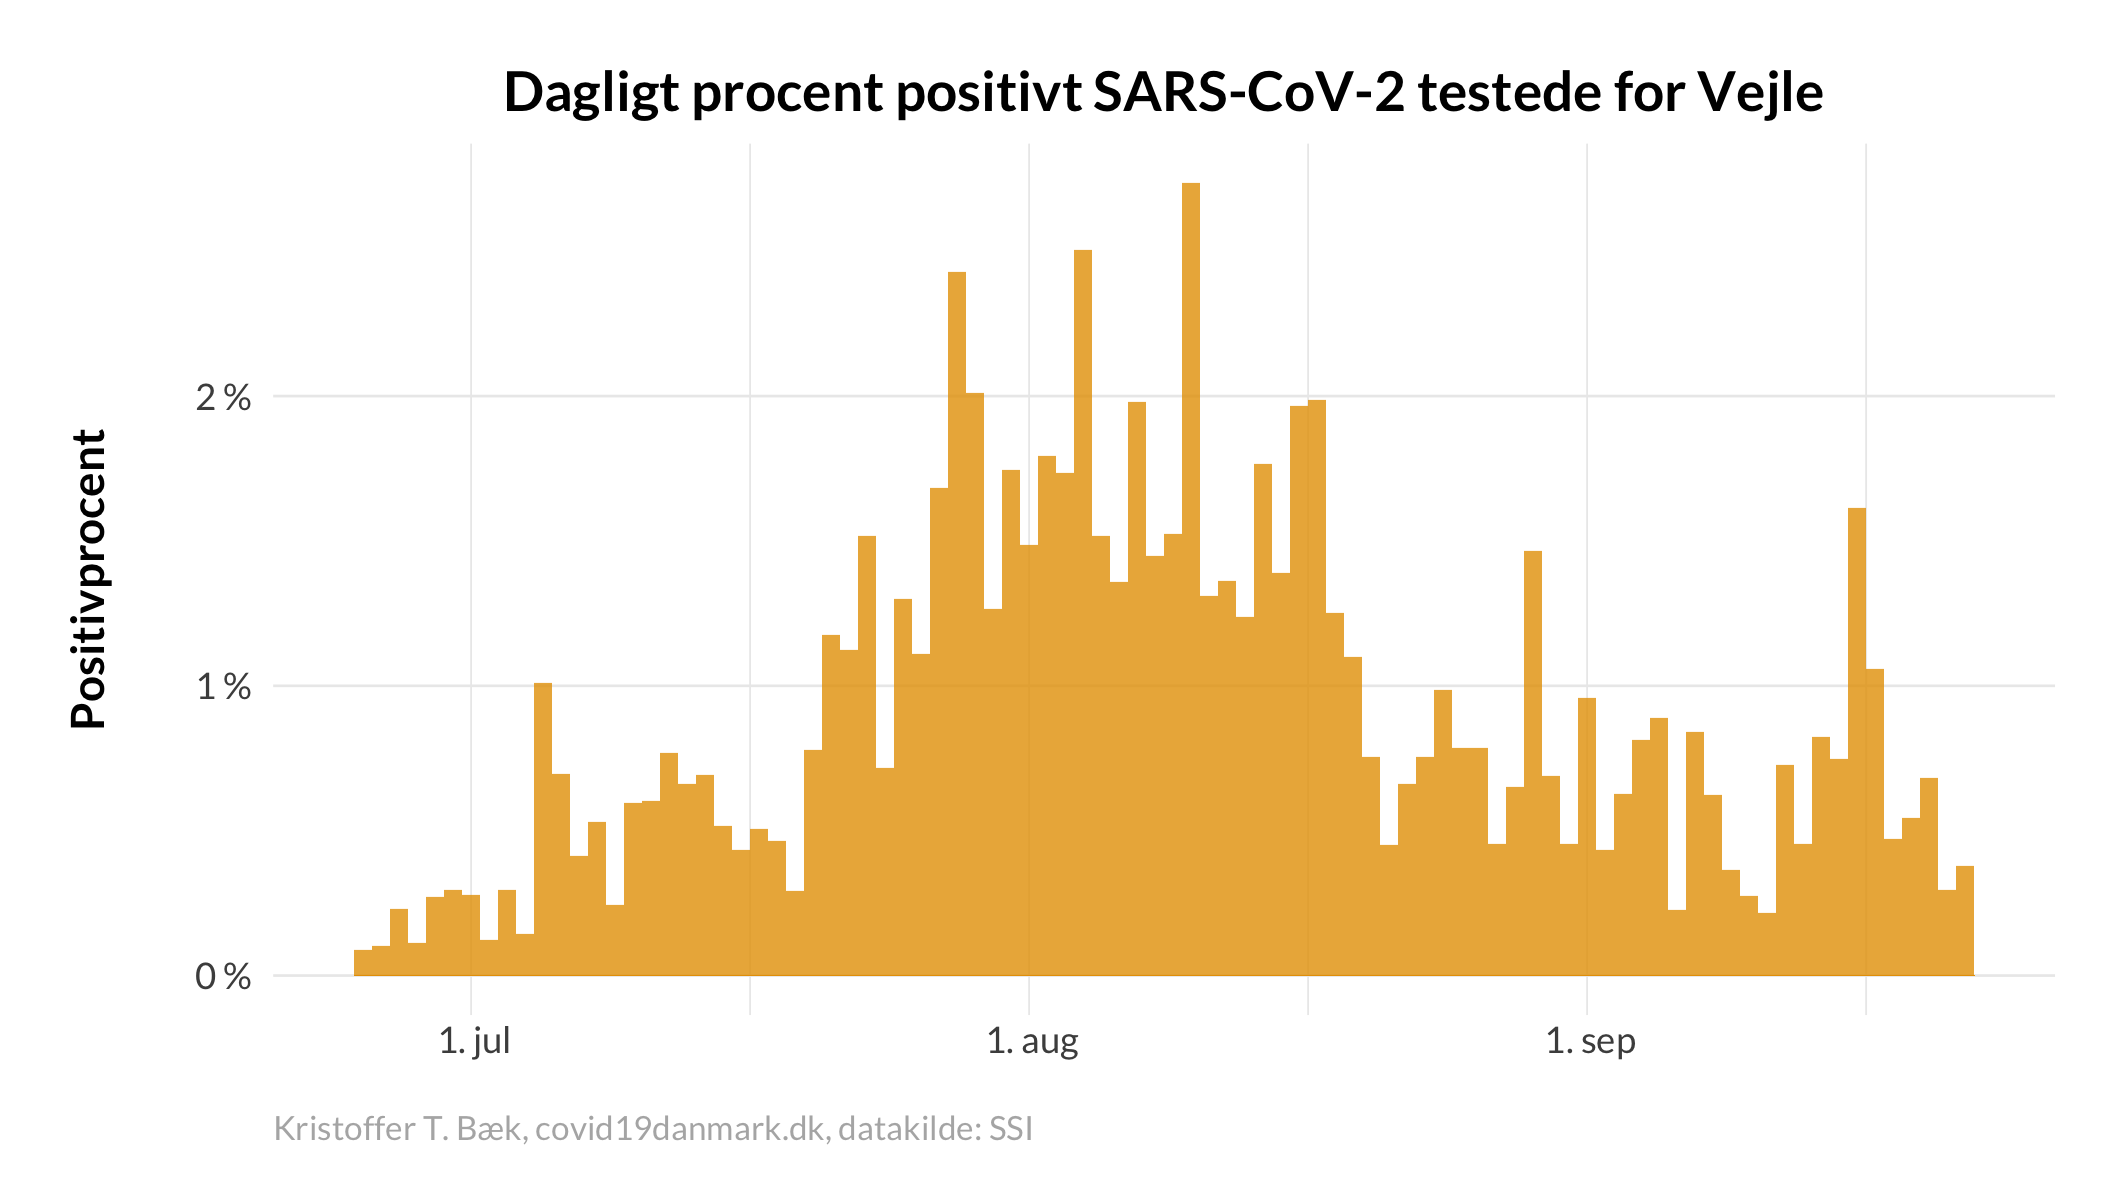 Dagligt procent positivt SARS-CoV-2 testede for Vejle
Positivprocent
2 %
1 %
0 %
1. jul
1. aug
1. sep
Kristoffer T. Bæk, covid19danmark.dk, datakilde: SSI